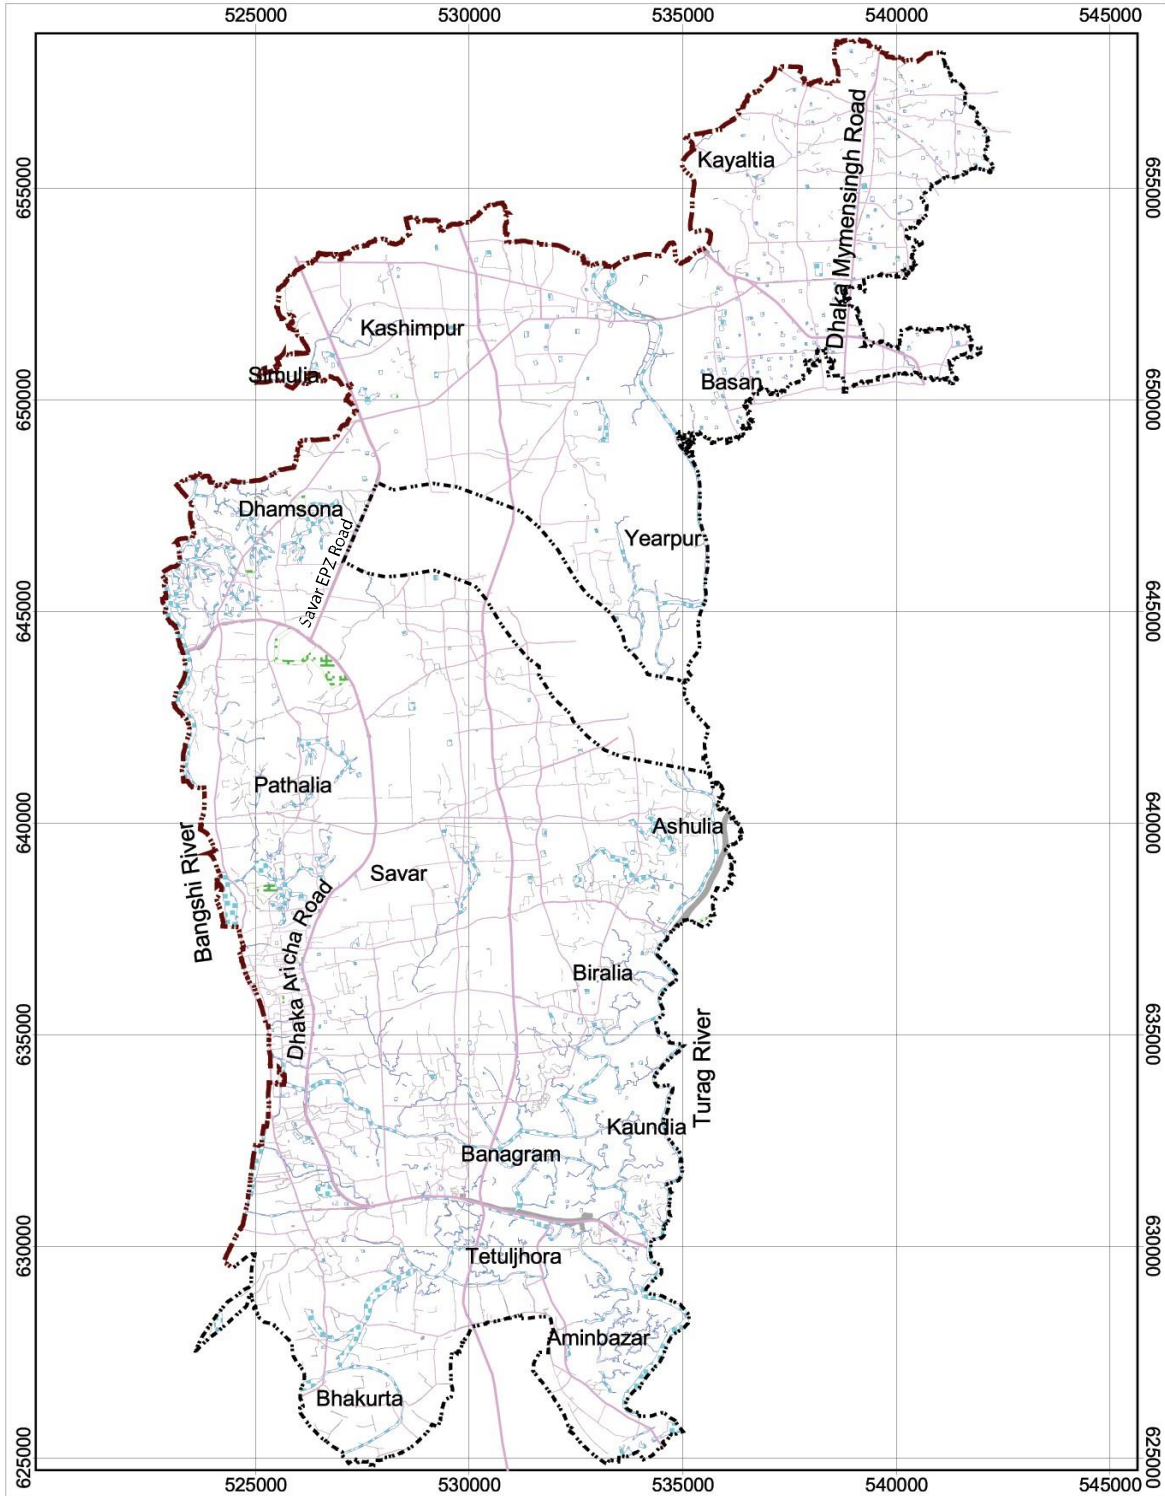 525000 530000 535000 540000 545000
655000 655000
Kayaltia
Dhaka Mymensingh Road
Kashimpur
Simulia
Basan
650000 650000
Dhamsona
Yearpur
Savar EPZ Road
645000 645000
Pathalia
640000 640000
Ashulia
Savar
Bangshi River
Dhaka Aricha Road
Biralia
635000 635000
Turag River
Kaundia
Banagram
630000 630000
Tetuljhora
Aminbazar
Bhakurta
625000 625000
525000 530000 535000 540000 545000